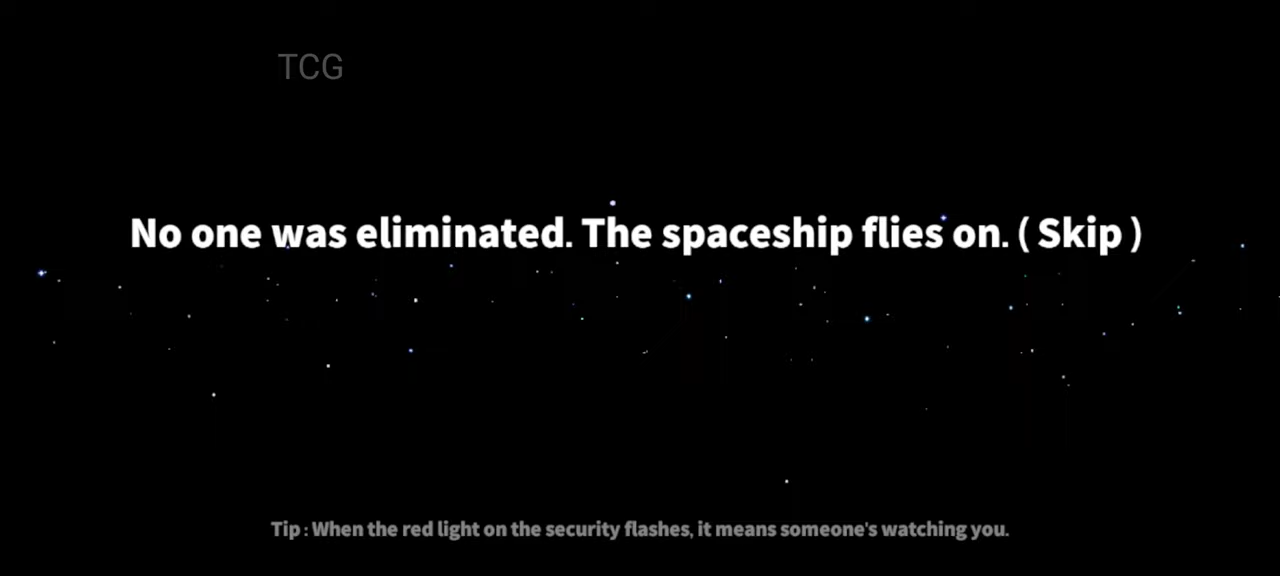 TCG
No one was eliminated. The spaceship flies on. ( Skip )
Tip : When the red light on the security flashes, it means someone's watching you.